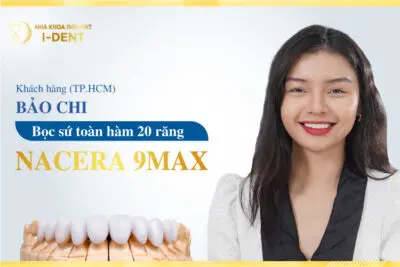 NHA KHOA IMPLANT
I-DENT
Khách hàng (TP.HCM)
BẢO CHI
Bọc sứ toàn hàm 20 răng
NACERA 9MAX